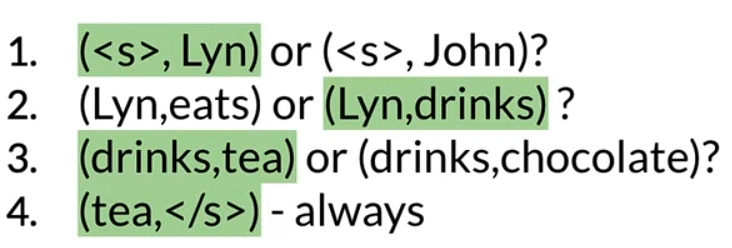 1. (<s>, Lyn) or (<s>, John)?
2. (Lyn,eats) or (Lyn,drinks) ?
3. (drinks,tea) or (drinks,chocolate)?
4. (tea,</s>) - always